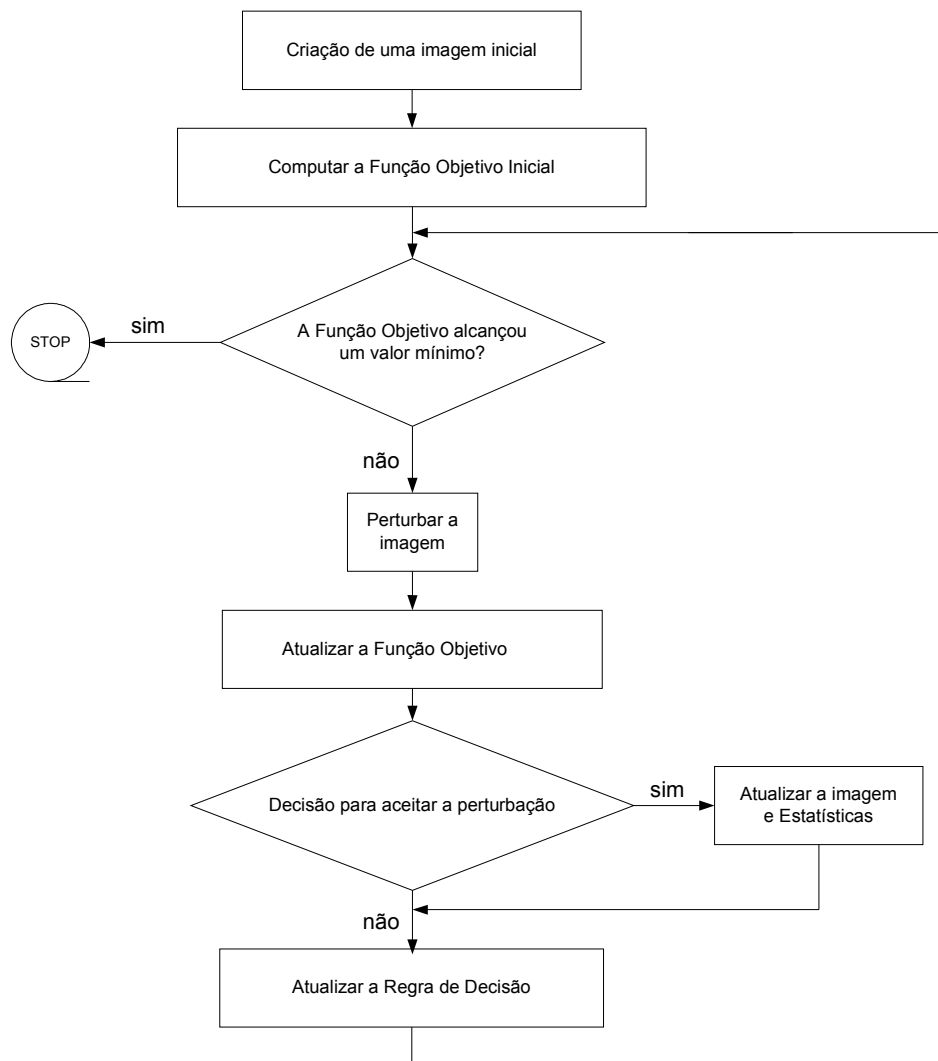 Criação de uma imagem inicial
Computar a Função Objetivo Inicial
A Função Objetivo alcançou
um valor mínimo?
sim
STOP
não
Perturbar a
imagem
Atualizar a Função Objetivo
Decisão para aceitar a perturbação
sim
Atualizar a imagem
e Estatísticas
não
Atualizar a Regra de Decisão